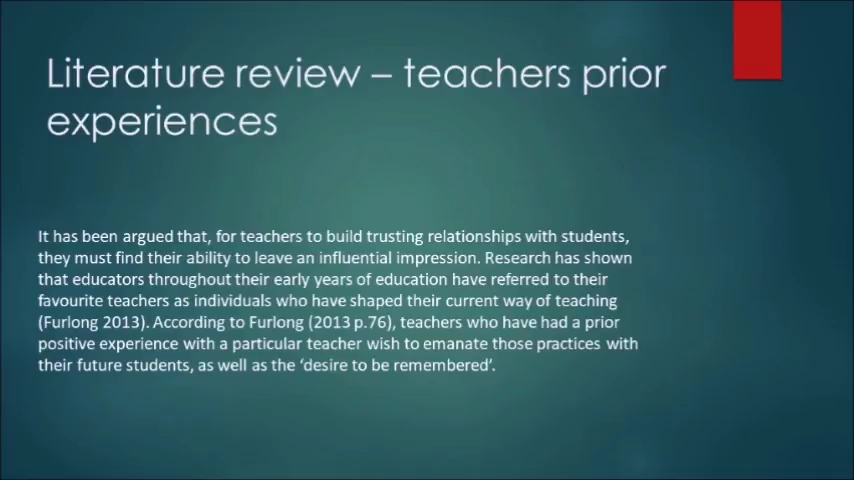 Literature review – teachers prior
experiences
It has been argued that, for teachers to build trusting relationships with students,
they must find their ability to leave an influential impression. Research has shown
that educators throughout their early years of education have referred to their
favourite teachers as individuals who have shaped their current way of teaching
(Furlong 2013). According to Furlong (2013 p.76), teachers who have had a prior
positive experience with a particular teacher wish to emanate those practices with
their future students, as well as the ‘desire to be remembered’.